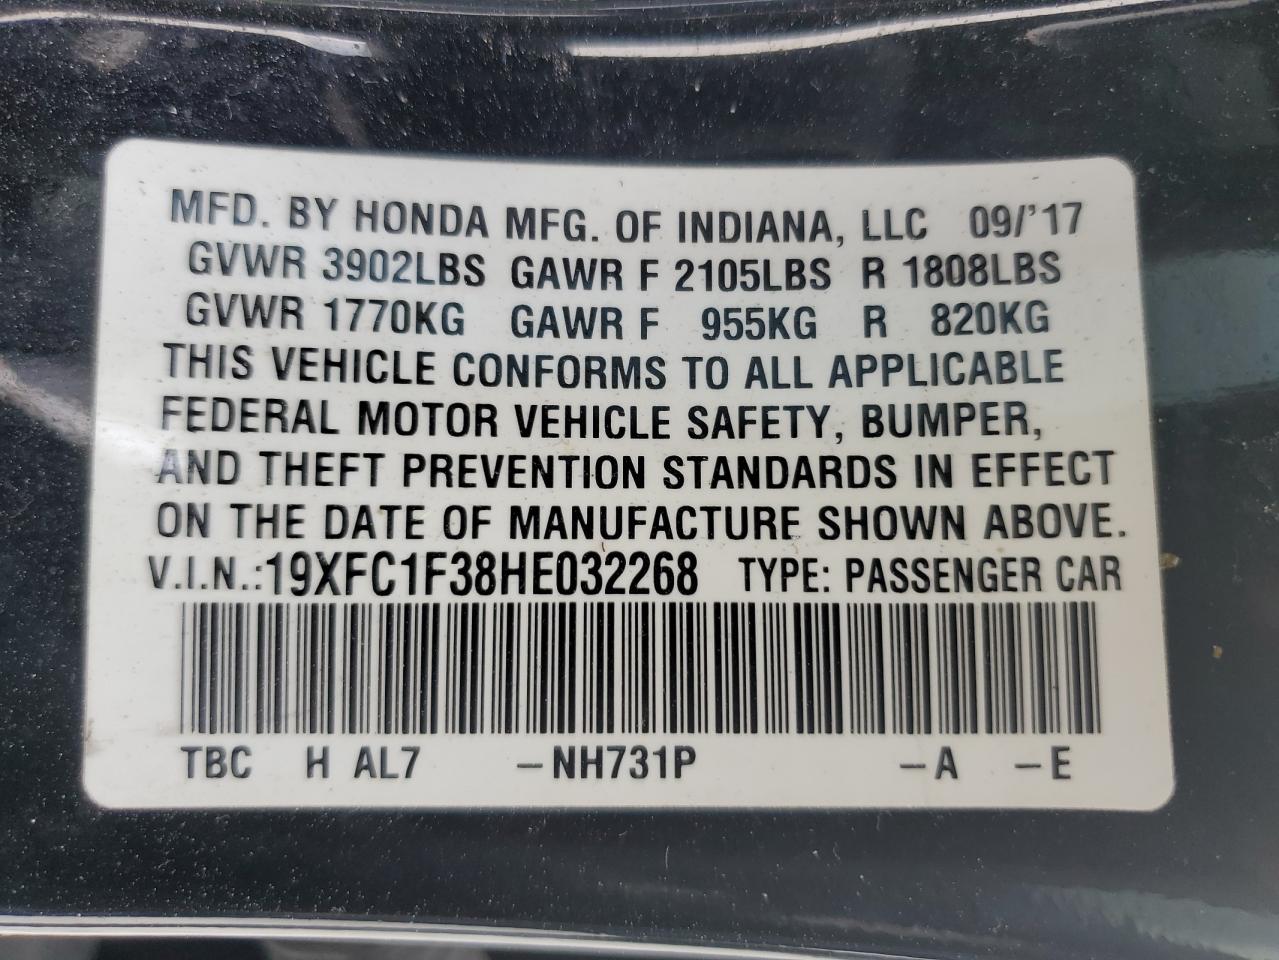 MFD. BY HONDA MFG. OF INDIANA, LLC 09/'17
GVWR 3902LBS GAWR F 2105LBS R 1808LBS
GVWR 1770KG GAWR F 955KG R 820KG
THIS VEHICLE CONFORMS TO ALL APPLICABLE
FEDERAL MOTOR VEHICLE SAFETY, BUMPER,
AND THEFT PREVENTION STANDARDS IN EFFECT
ON THE DATE OF MANUFACTURE SHOWN ABOVE.
V.I.N.:19XFC1F38HE032268 TYPE: PASSENGER CAR
TBC H AL7 –NH731P –A –E